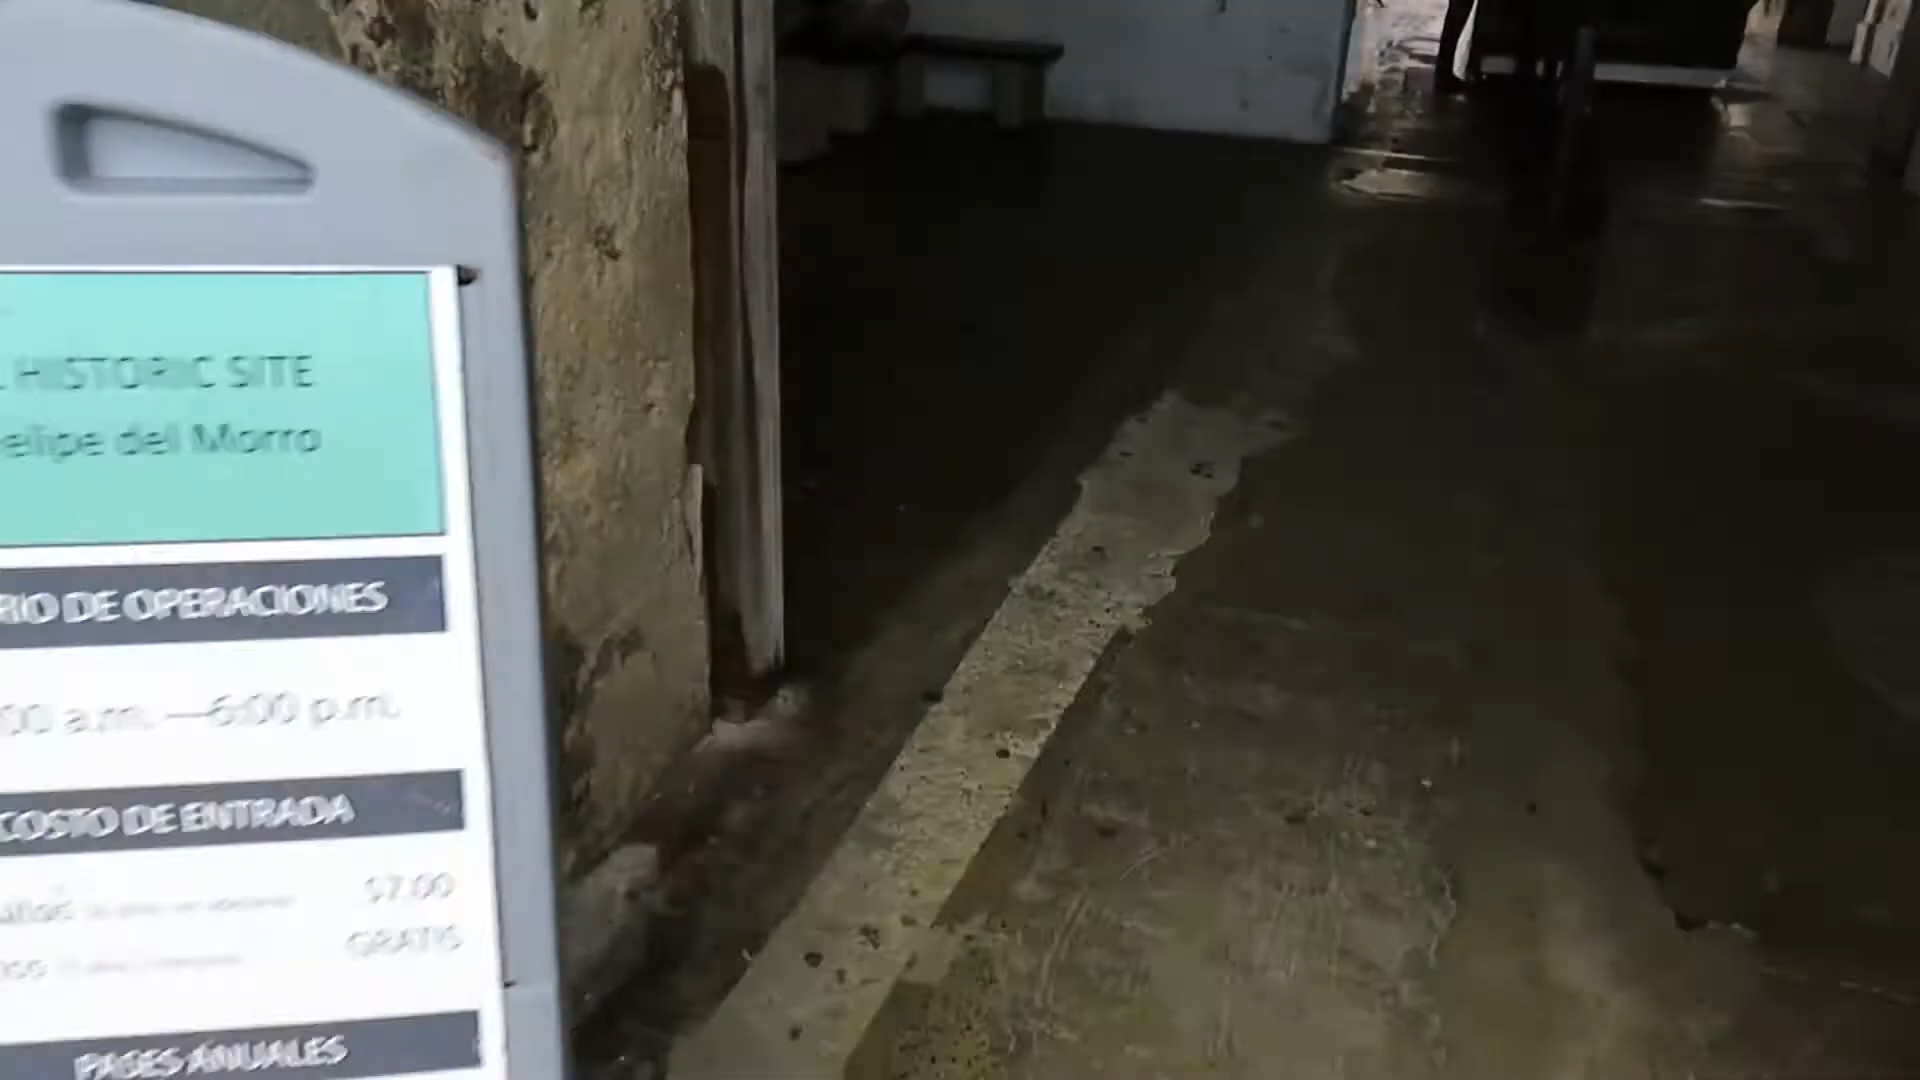 HISTORIC SITE
elipe del Morro
RIO DE OPERACIONES
00 a.m. —6:00 p.m.
COSTO DE ENTRADA
$7.00
GRATIS
PASES ANUALES